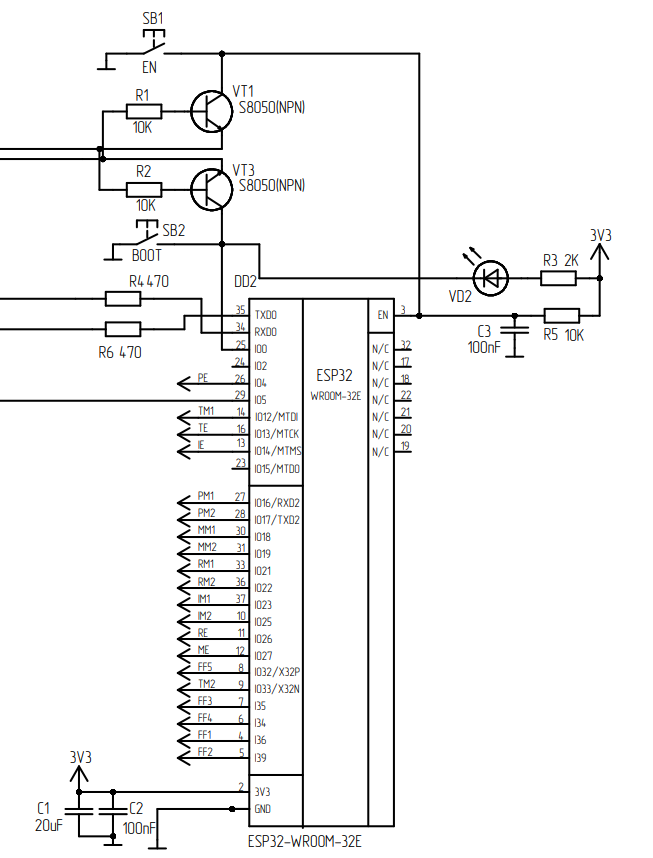 SB1
EN
R1
10K
VT1
S8050(NPN)
R2
10K
VT3
S8050(NPN)
SB2
BOOT
3V3
R3 2K
VD2
R4 470
R6 470
DD2
C3
100nF
R5 10K
35 TXD0
34 RXD0
25 IO0
24 IO2
PE 26 IO4
29 IO5
TM1 14 IO12/MTDI
TE 16 IO13/MTCK
IE 13 IO14/MTMS
23 IO15/MTDO
ESP32
WROOM-32E
EN 3
N/C 32
N/C 17
N/C 18
N/C 22
N/C 21
N/C 20
N/C 19
PM1 27 IO16/RXD2
PM2 28 IO17/TXD2
MM1 30 IO18
MM2 31 IO19
RM1 33 IO21
RM2 36 IO22
IM1 37 IO23
IM2 10 IO25
RE 11 IO26
ME 12 IO27
FF5 8 IO32/X32P
TM2 9 IO33/X32N
FF3 7 I35
FF4 6 I34
FF1 4 I36
FF2 5 I39
3V3
2 3V3
GND
C1
20uF
C2
100nF
ESP32-WROOM-32E